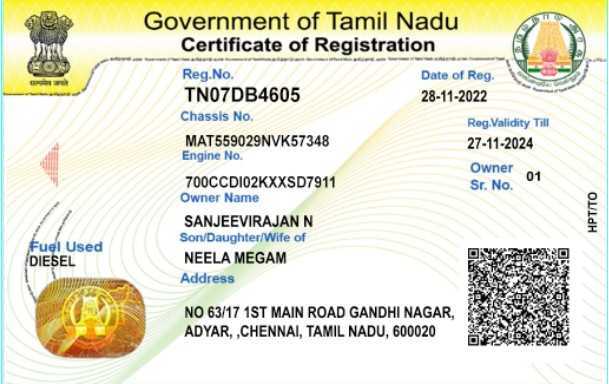 Government of Tamil Nadu
Certificate of Registration
सत्यमेव जयते
Reg.No.
TN07DB4605
Date of Reg.
28-11-2022
Chassis No.
MAT559029NVK57348
Reg.Validity Till
27-11-2024
Engine No.
700CCDI02KXXSD7911
Owner
Sr. No.
01
Owner Name
SANJEEVIRAJAN N
Son/Daughter/Wife of
NEELA MEGAM
Fuel Used
DIESEL
Address
NO 63/17 1ST MAIN ROAD GANDHI NAGAR,
ADYAR, ,CHENNAI, TAMIL NADU, 600020
HPT/TO